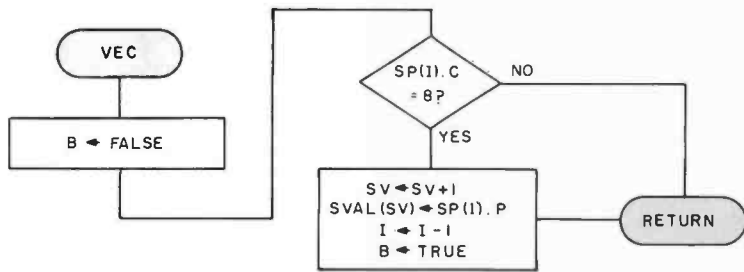 VEC
B ← FALSE
SP(I).C
= 8?
NO
YES
SV ← SV+1
SVAL(SV) ← SP(I).P
I ← I-1
B ← TRUE
RETURN